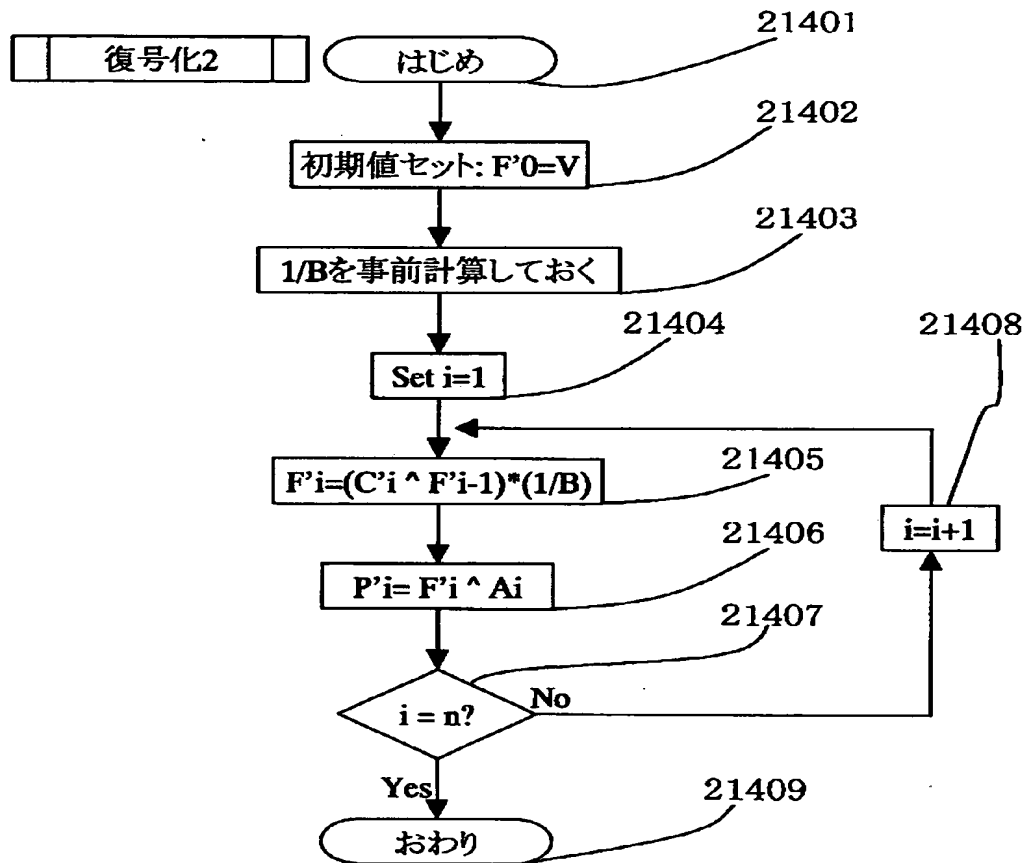 21401
復号化2
はじめ
21402
初期値セット: F'0=V
21403
1/Bを事前計算しておく
21404
21408
Set i=1
21405
F'i=(C'i ^ F'i-1)*(1/B)
i=i+1
21406
P'i= F'i ^ Ai
21407
i = n?
No
Yes
21409
おわり